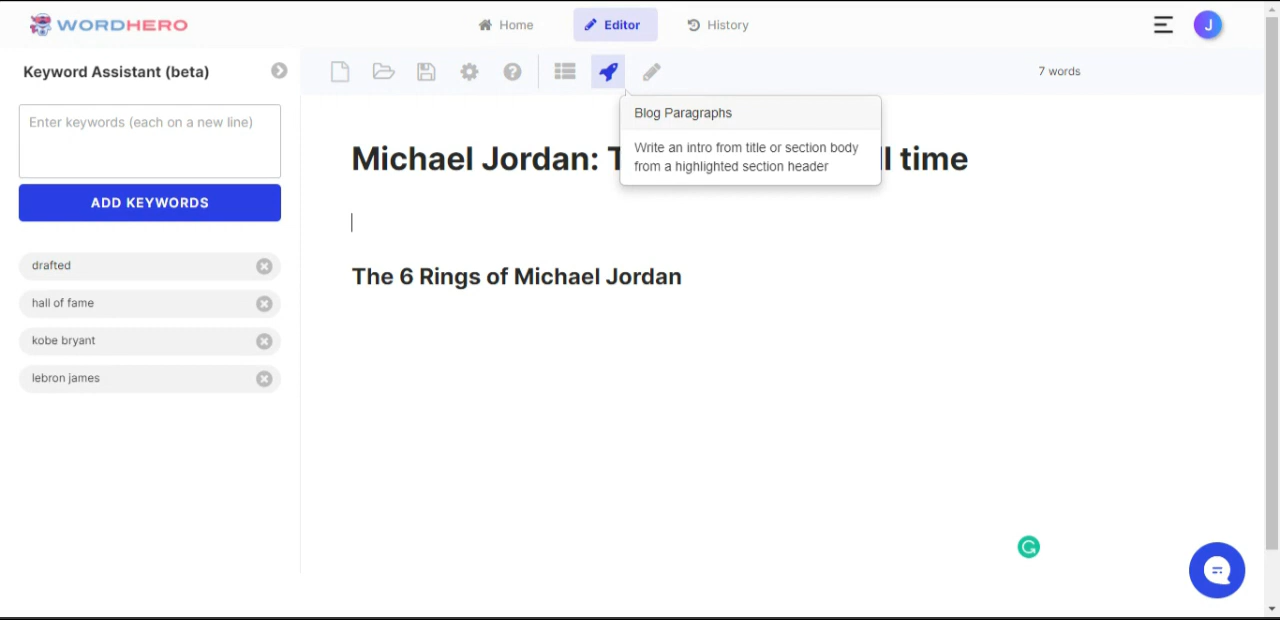 WORDHERO
Home
Editor
History
J
Keyword Assistant (beta)
7 words
Enter keywords (each on a new line)
ADD KEYWORDS
drafted
hall of fame
kobe bryant
lebron james
Blog Paragraphs
Write an intro from title or section body
from a highlighted section header
Michael Jordan: T l time
The 6 Rings of Michael Jordan